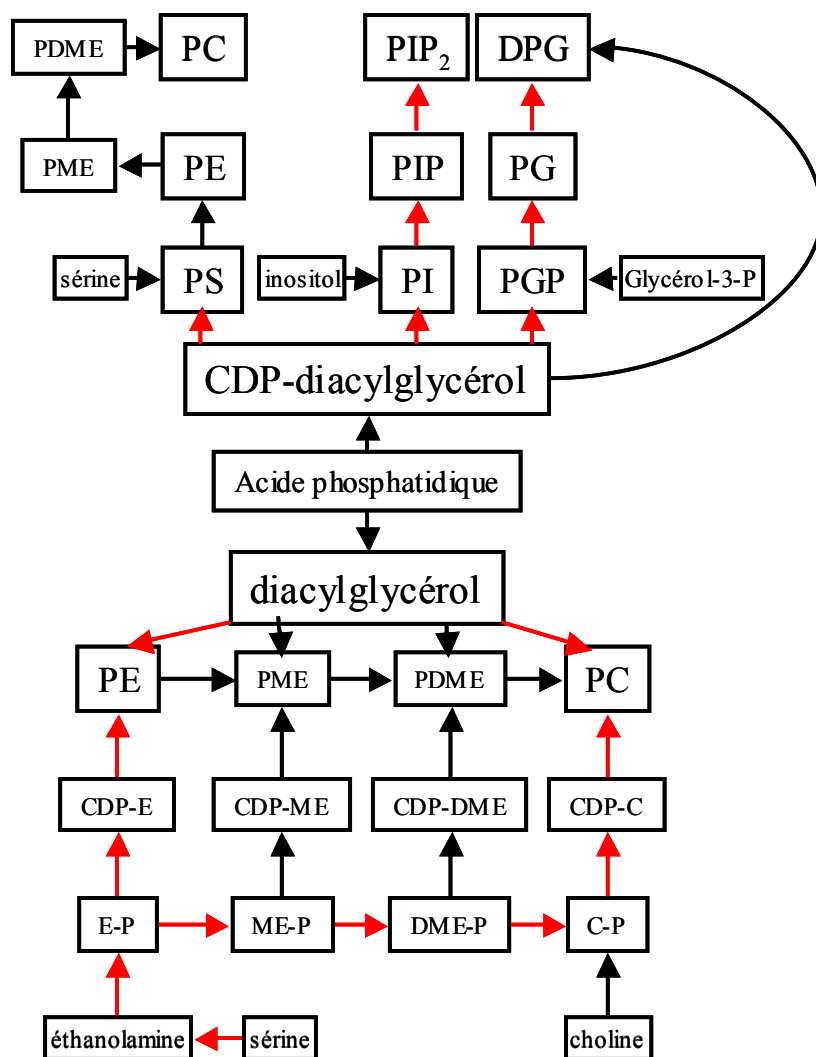 PDME PC PIP₂ DPG
PME PE PIP PG
sérine PS inositol PI PGP Glycérol-3-P
CDP-diacylglycérol
Acide phosphatidique
diacylglycérol
PE PME PDME PC
CDP-E CDP-ME CDP-DME CDP-C
E-P ME-P DME-P C-P
éthanolamine sérine choline